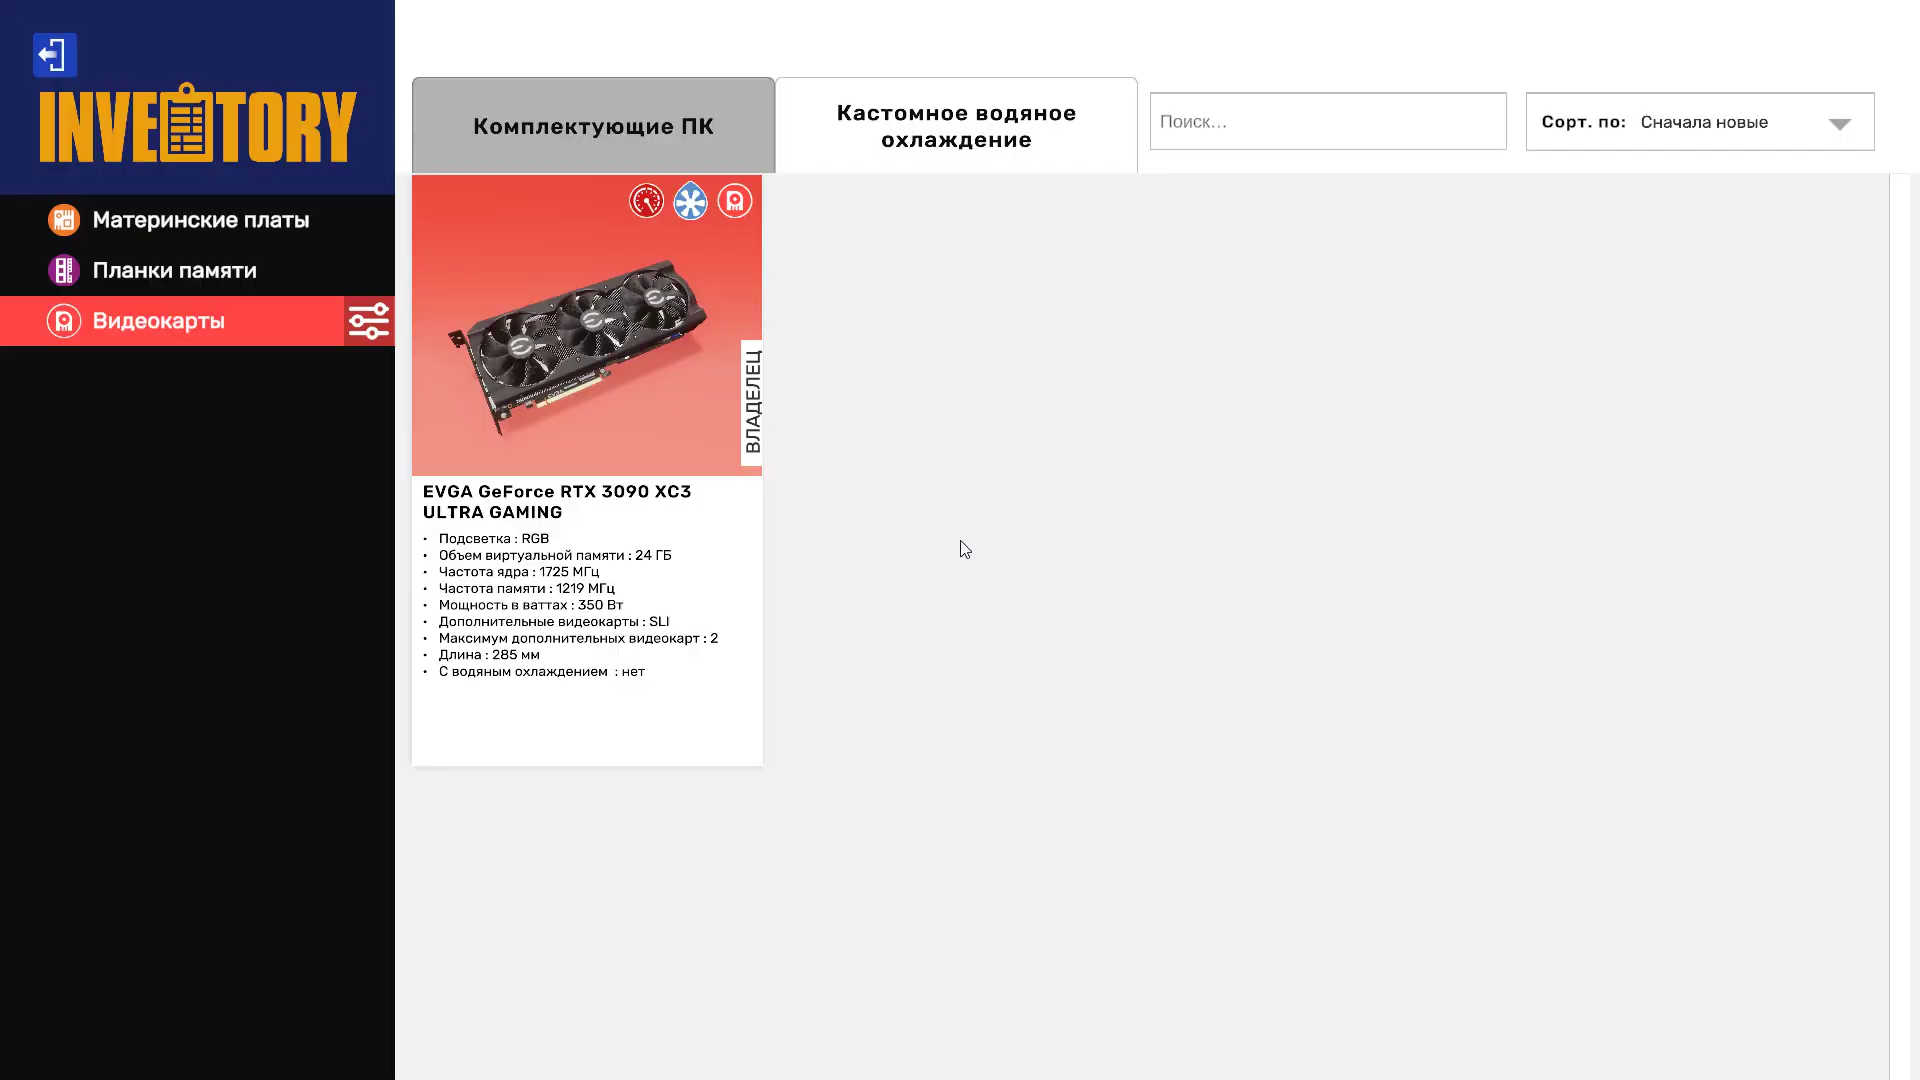 INVENTORY
Материнские платы
Планки памяти
Видеокарты
Комплектующие ПК
Кастомное водяное
охлаждение
Поиск...
Сорт. по: Сначала новые
ВЛАДЕЛЕЦ
EVGA GeForce RTX 3090 XC3
ULTRA GAMING
• Подсветка : RGB
• Объем виртуальной памяти : 24 ГБ
• Частота ядра : 1725 МГц
• Частота памяти : 1219 МГц
• Мощность в ваттах : 350 Вт
• Дополнительные видеокарты : SLI
• Максимум дополнительных видеокарт : 2
• Длина : 285 мм
• С водяным охлаждением : нет